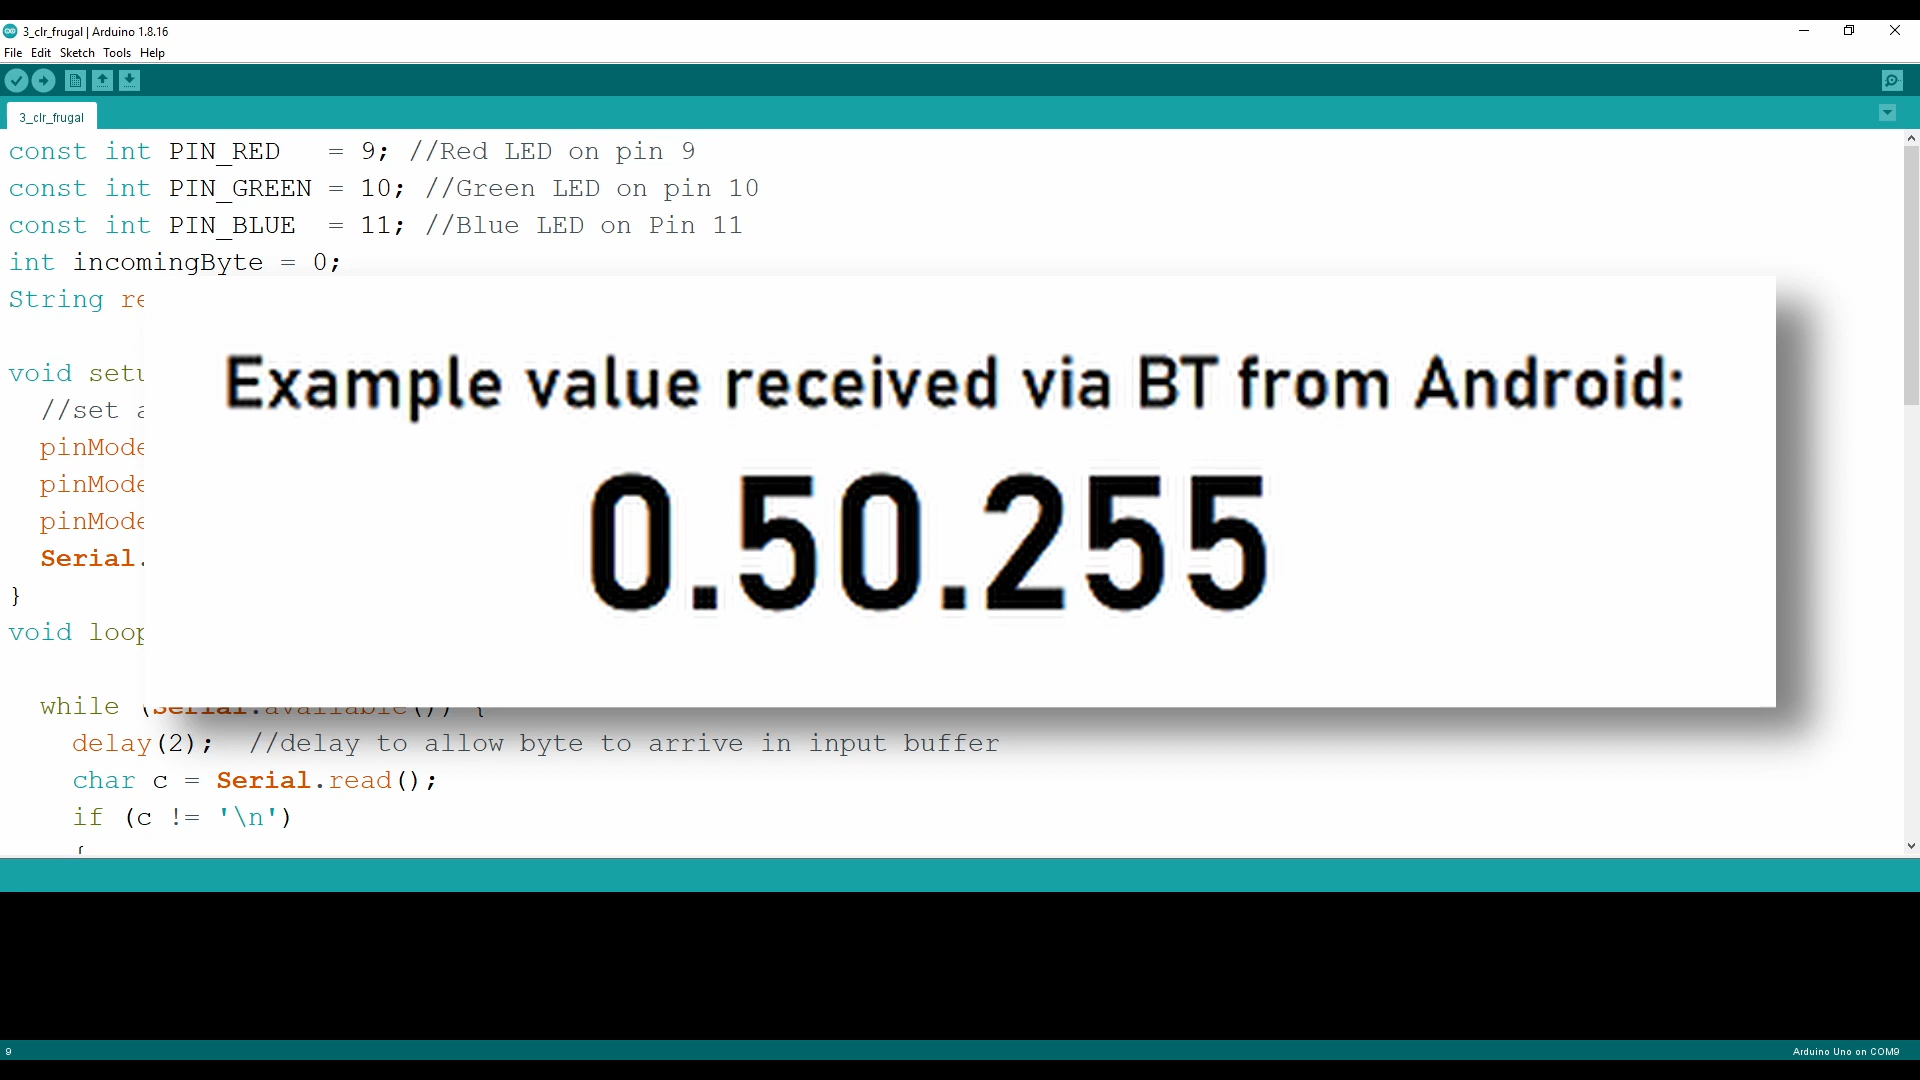 3_clr_frugal | Arduino 1.8.16
File Edit Sketch Tools Help
3_clr_frugal
const int PIN_RED   = 9; //Red LED on pin 9
const int PIN_GREEN = 10; //Green LED on pin 10
const int PIN_BLUE  = 11; //Blue LED on Pin 11
int incomingByte = 0;
String re
Example value received via BT from Android:
0.50.255
void setu
//set a
pinMode
pinMode
pinMode
Serial.
}
void loop
while (Serial.available()) {
delay(2);  //delay to allow byte to arrive in input buffer
char c = Serial.read();
if (c != '\n')
{
9
Arduino Uno on COM9